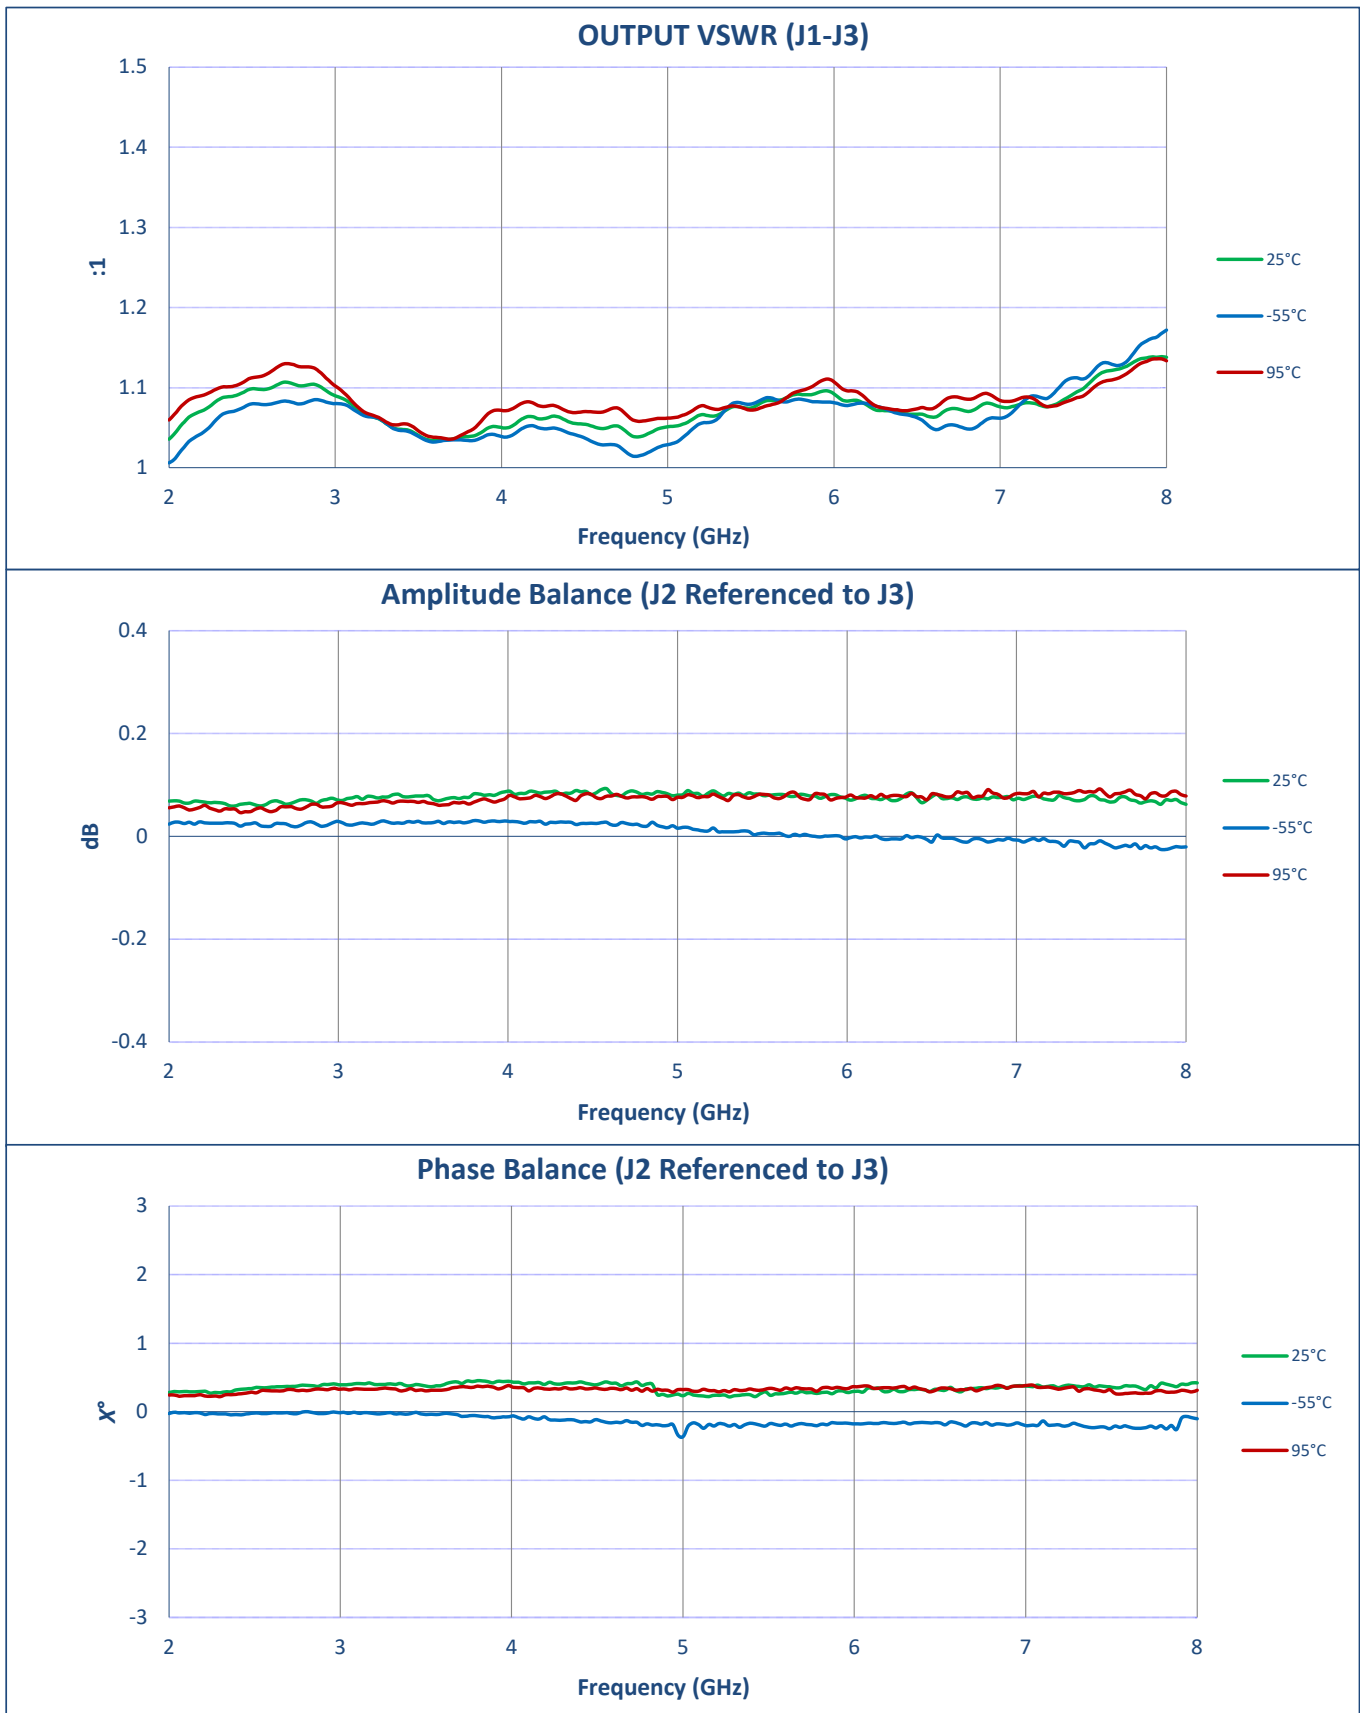 OUTPUT VSWR (J1-J3)
1.5
1.4
1.3
1.2
1.1
1
:1
2 3 4 5 6 7 8
Frequency (GHz)
25°C
-55°C
95°C
Amplitude Balance (J2 Referenced to J3)
0.4
0.2
0
-0.2
-0.4
dB
2 3 4 5 6 7 8
Frequency (GHz)
25°C
-55°C
95°C
Phase Balance (J2 Referenced to J3)
3
2
1
0
-1
-2
-3
X°
2 3 4 5 6 7 8
Frequency (GHz)
25°C
-55°C
95°C